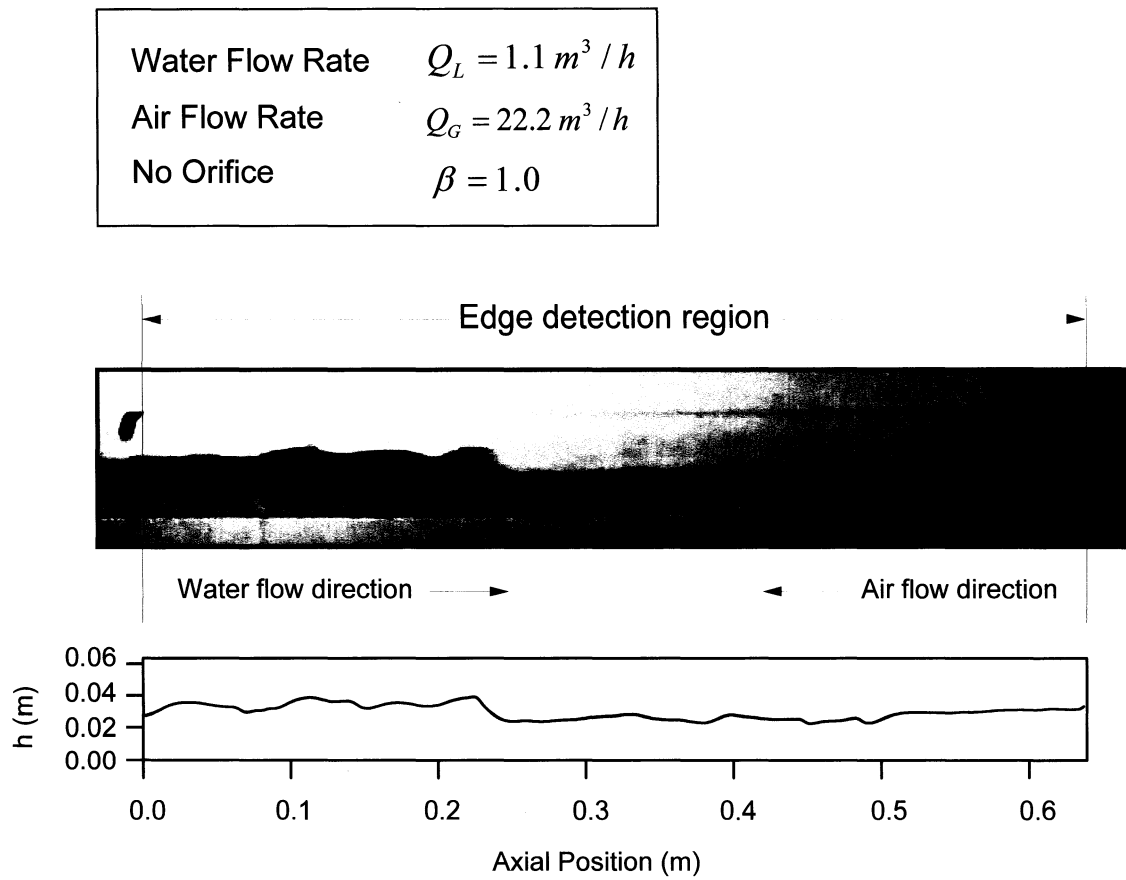 Water Flow Rate Q_L = 1.1 m³ / h
Air Flow Rate Q_G = 22.2 m³ / h
No Orifice β = 1.0
Edge detection region
Water flow direction Air flow direction
0.06
0.04
0.02
0.00
h (m)
0.0 0.1 0.2 0.3 0.4 0.5 0.6
Axial Position (m)